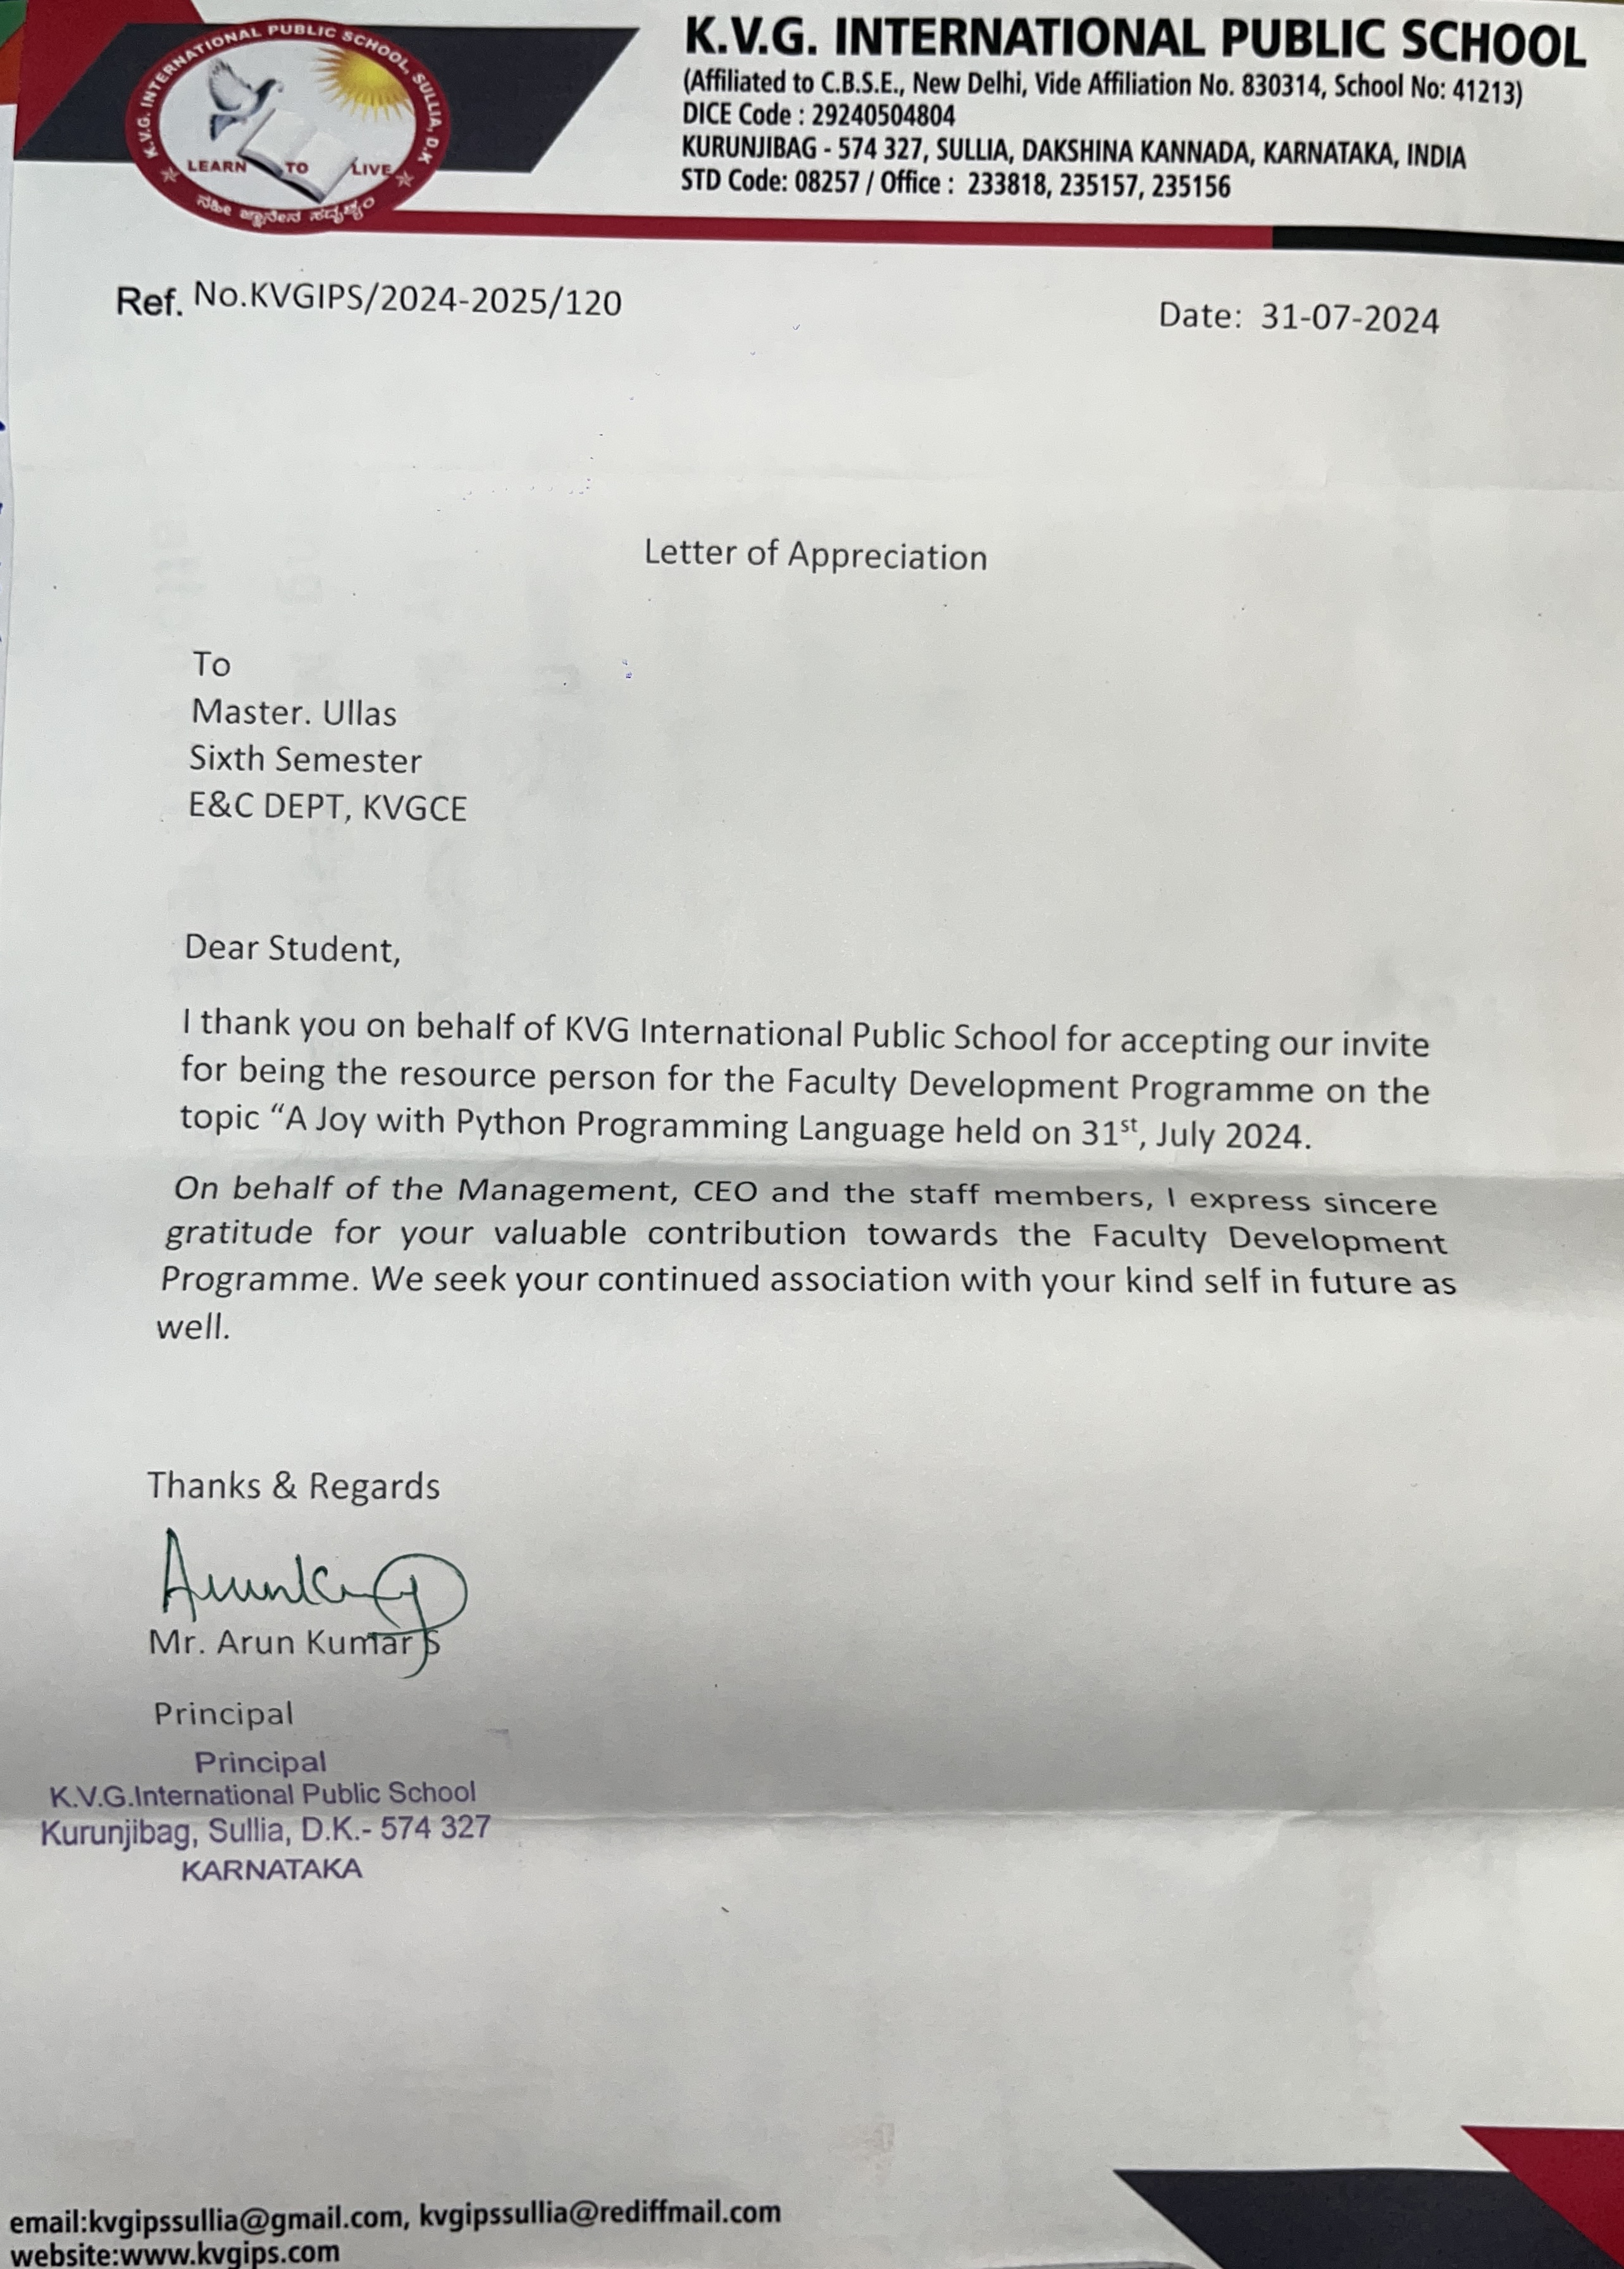 K.V.G. INTERNATIONAL PUBLIC SCHOOL, SULLIA, D.K
LEARN TO LIVE
ನಹೀ ಜ್ಞಾನೇನ ಸದೃಶ್ಯಂ
K.V.G. INTERNATIONAL PUBLIC SCHOOL
(Affiliated to C.B.S.E., New Delhi, Vide Affiliation No. 830314, School No: 41213)
DICE Code : 29240504804
KURUNJIBAG - 574 327, SULLIA, DAKSHINA KANNADA, KARNATAKA, INDIA
STD Code: 08257 / Office : 233818, 235157, 235156
Ref. No.KVGIPS/2024-2025/120
Date: 31-07-2024
Letter of Appreciation
To
Master. Ullas
Sixth Semester
E&C DEPT, KVGCE
Dear Student,
I thank you on behalf of KVG International Public School for accepting our invite
for being the resource person for the Faculty Development Programme on the
topic “A Joy with Python Programming Language held on 31st, July 2024.
On behalf of the Management, CEO and the staff members, I express sincere
gratitude for your valuable contribution towards the Faculty Development
Programme. We seek your continued association with your kind self in future as
well.
Thanks & Regards
Mr. Arun Kumar S
Principal
Principal
K.V.G.International Public School
Kurunjibag, Sullia, D.K.- 574 327
KARNATAKA
email:kvgipssullia@gmail.com, kvgipssullia@rediffmail.com
website:www.kvgips.com